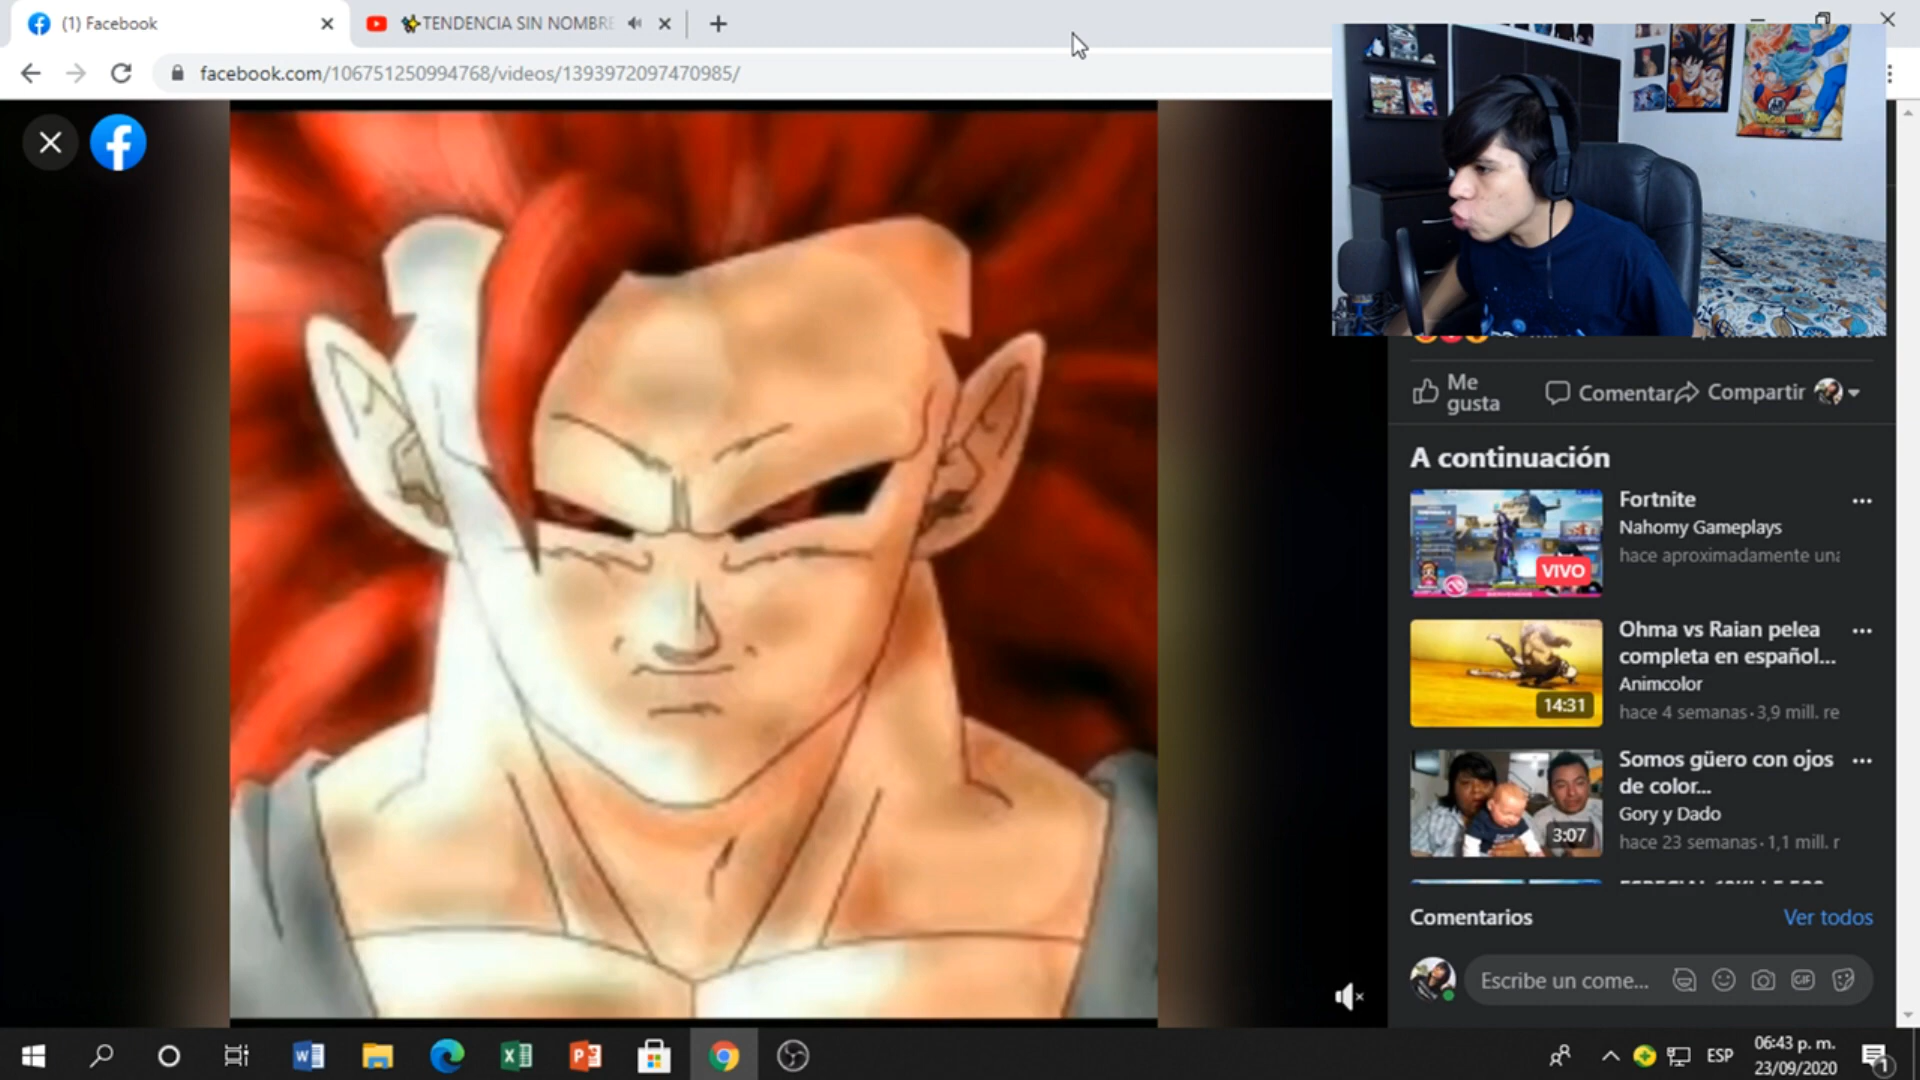 (1) Facebook
TENDENCIA SIN NOMBRE
facebook.com/106751250994768/videos/1393972097470985/
Me gusta
Comentar
Compartir
A continuación
Fortnite
Nahomy Gameplays
hace aproximadamente una
VIVO
Ohma vs Raian pelea
completa en español...
Animcolor
hace 4 semanas · 3,9 mill. re
14:31
Somos güero con ojos
de color...
Gory y Dado
hace 23 semanas · 1,1 mill. r
3:07
Comentarios
Ver todos
Escribe un come...
GIF
ESP
06:43 p. m.
23/09/2020
1